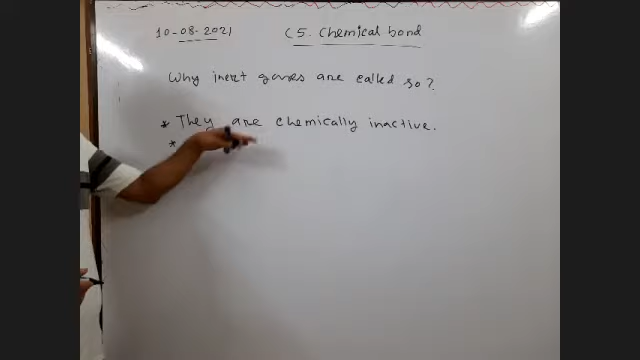 10-08-2021 C5. Chemical bond
Why inert gases are called so?
* They are chemically inactive.
*